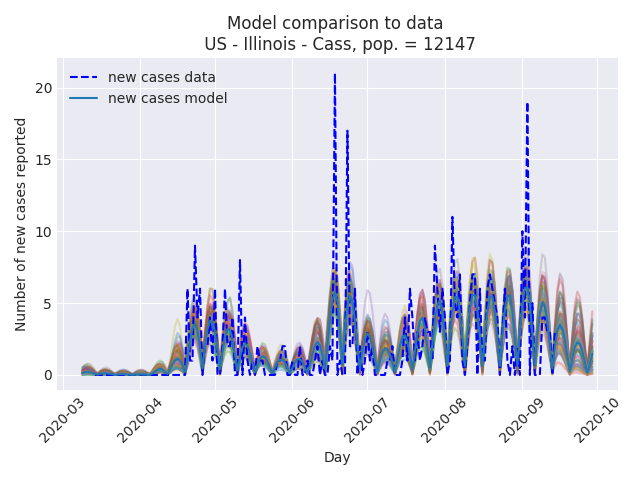 Model comparison to data
US - Illinois - Cass, pop. = 12147
new cases data
new cases model
Number of new cases reported
20
15
10
5
0
2020-03
2020-04
2020-05
2020-06
2020-07
2020-08
2020-09
2020-10
Day